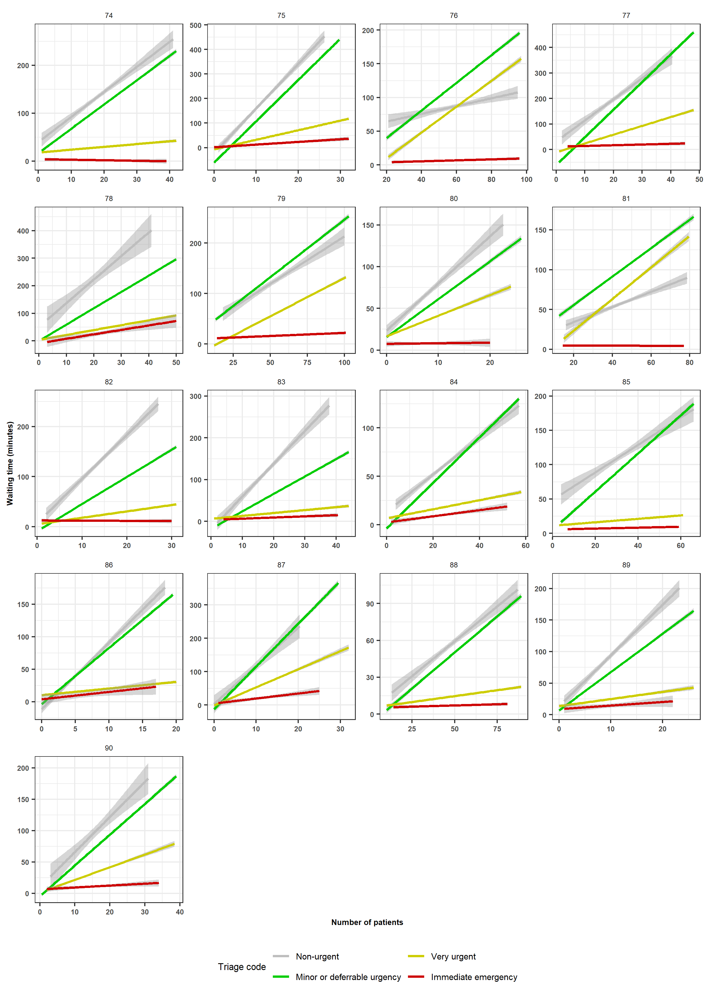 74 75 76 77
500
400
300
200
100
0
200
100
0
200
150
100
50
0
400
300
200
100
0
0 10 20 30 40
0 10 20 30
20 40 60 80 100
0 10 20 30 40 50
78 79 80 81
400
300
200
100
0
200
100
0
150
100
50
0
150
100
50
0
0 10 20 30 40 50
25 50 75 100
0 10 20
20 40 60 80
82 83 84 85
200
100
0
300
200
100
0
100
50
0
200
150
100
50
0
0 10 20 30
0 10 20 30 40
0 20 40 60
0 20 40 60
Waiting time (minutes)
86 87 88 89
150
100
50
0
300
200
100
0
90
60
30
0
200
150
100
50
0
0 5 10 15 20
0 10 20 30
25 50 75
0 10 20
90
200
150
100
50
0
0 10 20 30 40
Number of patients
Triage code
Non-urgent
Very urgent
Minor or deferrable urgency
Immediate emergency